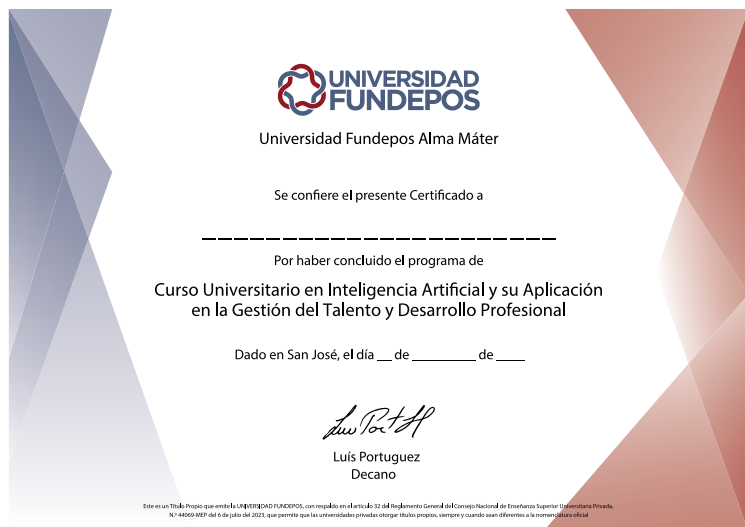 UNIVERSIDAD
FUNDEPOS
Universidad Fundepos Alma Máter
Se confiere el presente Certificado a
Por haber concluido el programa de
Curso Universitario en Inteligencia Artificial y su Aplicación
en la Gestión del Talento y Desarrollo Profesional
Dado en San José, el día __ de ________ de ____
Luís Portuguez
Decano
Este es un Título Propio que emite la UNIVERSIDAD FUNDEPOS, con respaldo en el artículo 32 del Reglamento General del Consejo Nacional de Enseñanza Superior Universitaria Privada,
N.º 44069-MEP del 6 de julio del 2023, que permite que las universidades privadas otorgar títulos propios, siempre y cuando sean diferentes a la nomenclatura oficial